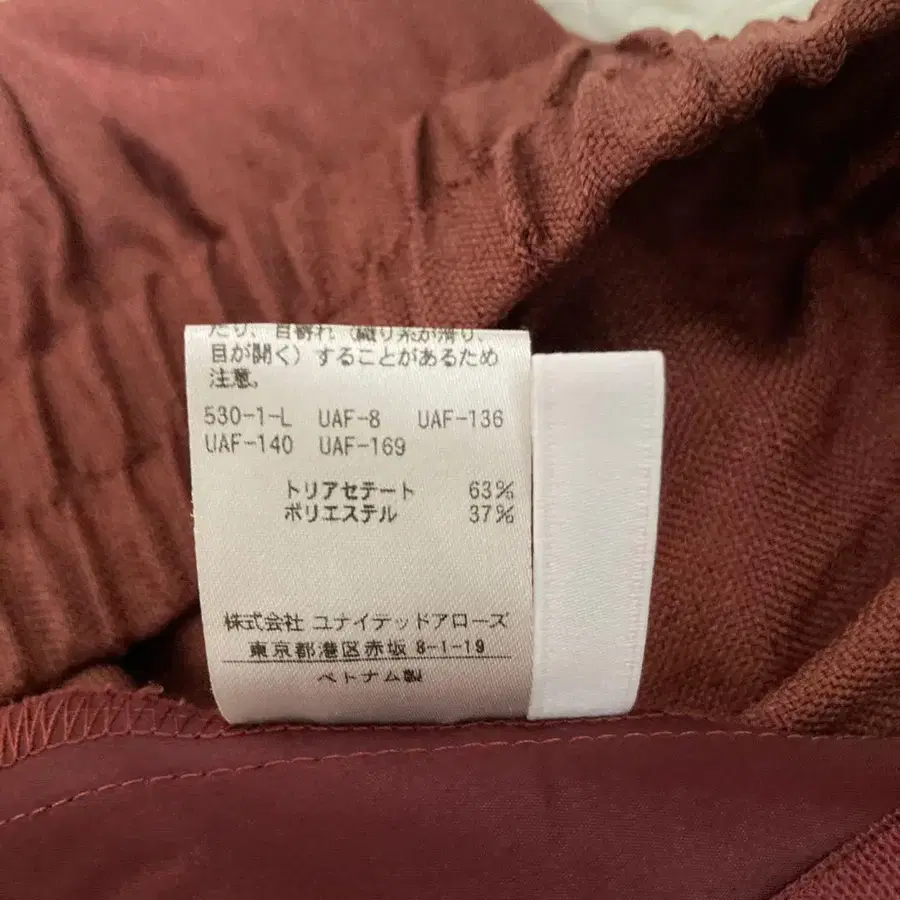 たり、目寄れ（織り糸が滑り、
目が開く）することがあるため
注意。
530-1-L UAF-8 UAF-136
UAF-140 UAF-169
トリアセテート 63%
ポリエステル 37%
株式会社 ユナイテッドアローズ
東京都港区赤坂 8-1-19
ベトナム製